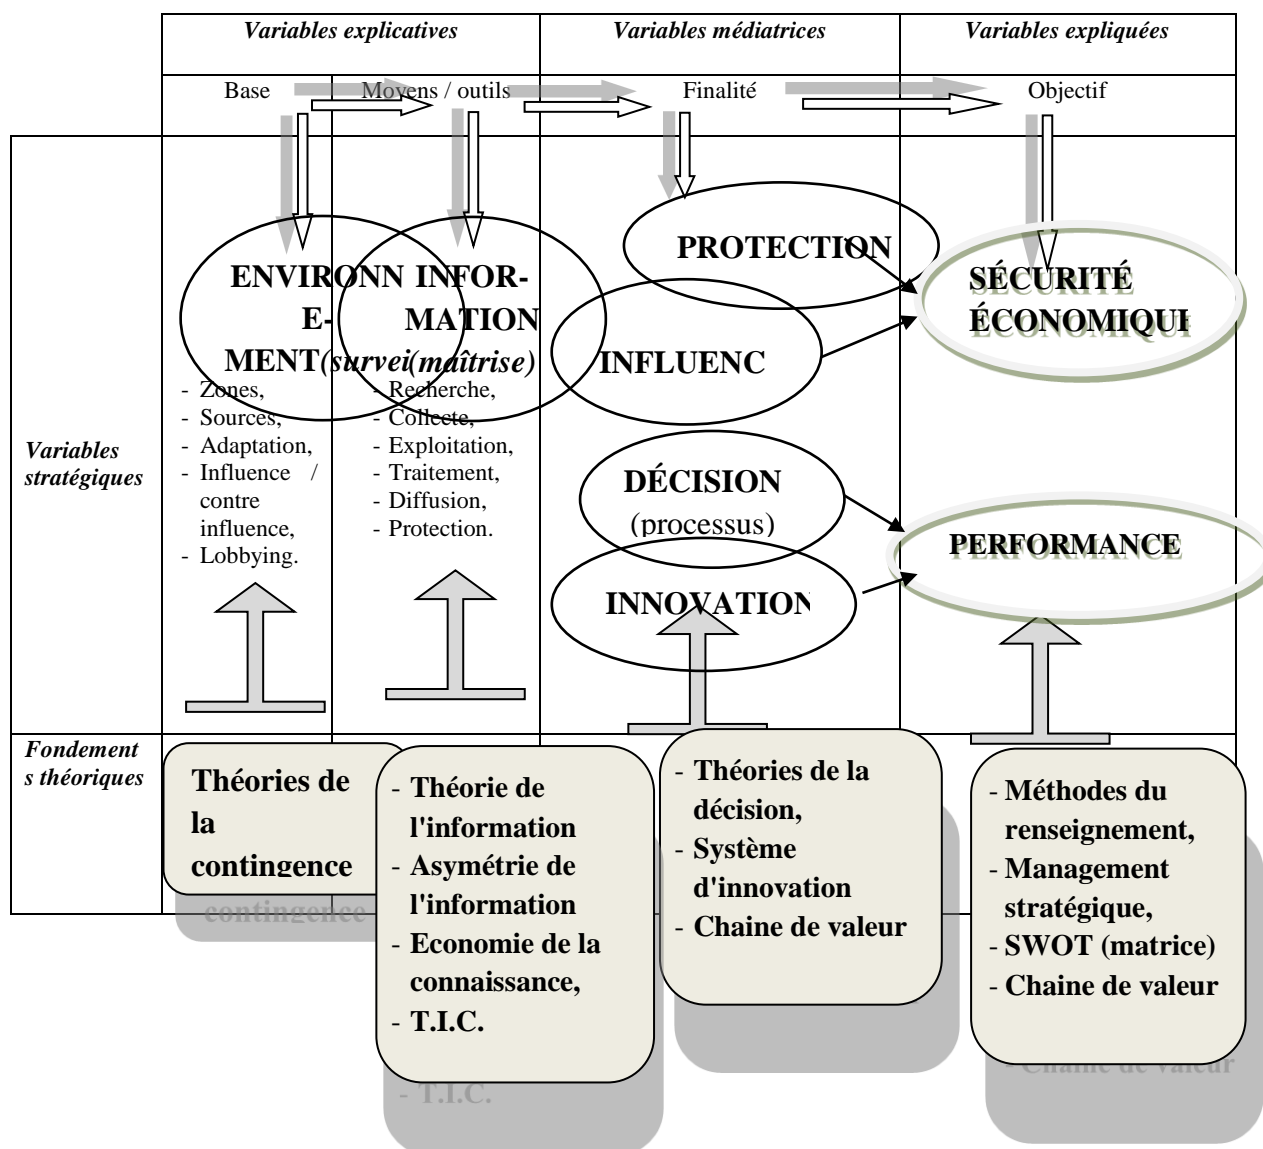 Variables explicatives
Variables médiatrices
Variables expliquées
Base
Moyens / outils
Finalité
Objectif
Variables
stratégiques
ENVIRONN
E-
MENT(survei
- Zones,
- Sources,
- Adaptation,
- Influence /
contre
influence,
- Lobbying.
INFOR-
MATION
(maîtrise)
- Recherche,
- Collecte,
- Exploitation,
- Traitement,
- Diffusion,
- Protection.
PROTECTION
INFLUENC
DÉCISION
(processus)
INNOVATION
SÉCURITÉ
ÉCONOMIQUE
PERFORMANCE
Fondement
s théoriques
Théories de
la
contingence
- Théorie de
l'information
- Asymétrie de
l'information
- Economie de la
connaissance,
- T.I.C.
- Théories de la
décision,
- Système
d'innovation
- Chaine de valeur
- Méthodes du
renseignement,
- Management
stratégique,
- SWOT (matrice)
- Chaine de valeur